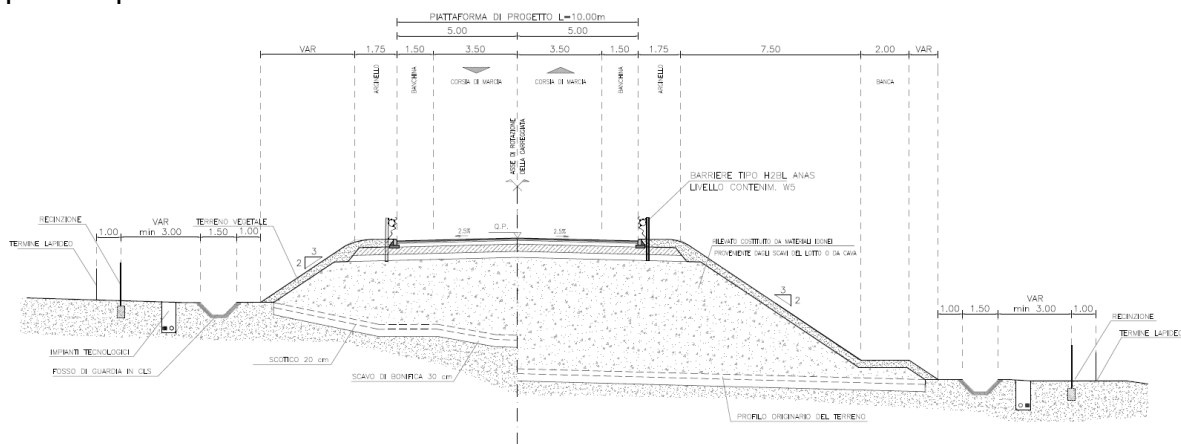 PIATTAFORMA DI PROGETTO L=10.00m
5.00 5.00
VAR 1.75 1.50 3.50 3.50 1.50 1.75 7.50 2.00 VAR
ARGINELLO
BANCHINA
CORSIA DI MARCIA
CORSIA DI MARCIA
BANCHINA
ARGINELLO
BANCA
ASSE DI ROTAZIONE
DELLA CARREGGIATA
BARRIERE TIPO H2BL ANAS
LIVELLO CONTENIM. W5
RECINZIONE
VAR
TERRENO VEGETALE
1.00 min 3.00 1.50 1.00
TERMINE LAPIDEO
2.5% Q.P. 2.5%
3
2
RILEVATO COSTITUITO DA MATERIALI IDONEI
PROVENIENTE DAGLI SCAVI DEL LOTTO O DA CAVA
3
2
VAR
1.00 1.50 min 3.00 1.00
RECINZIONE
TERMINE LAPIDEO
IMPIANTI TECNOLOGICI
SCOTICO 20 cm
FOSSO DI GUARDIA IN CLS
SCAVO DI BONIFICA 30 cm
PROFILO ORIGINARIO DEL TERRENO